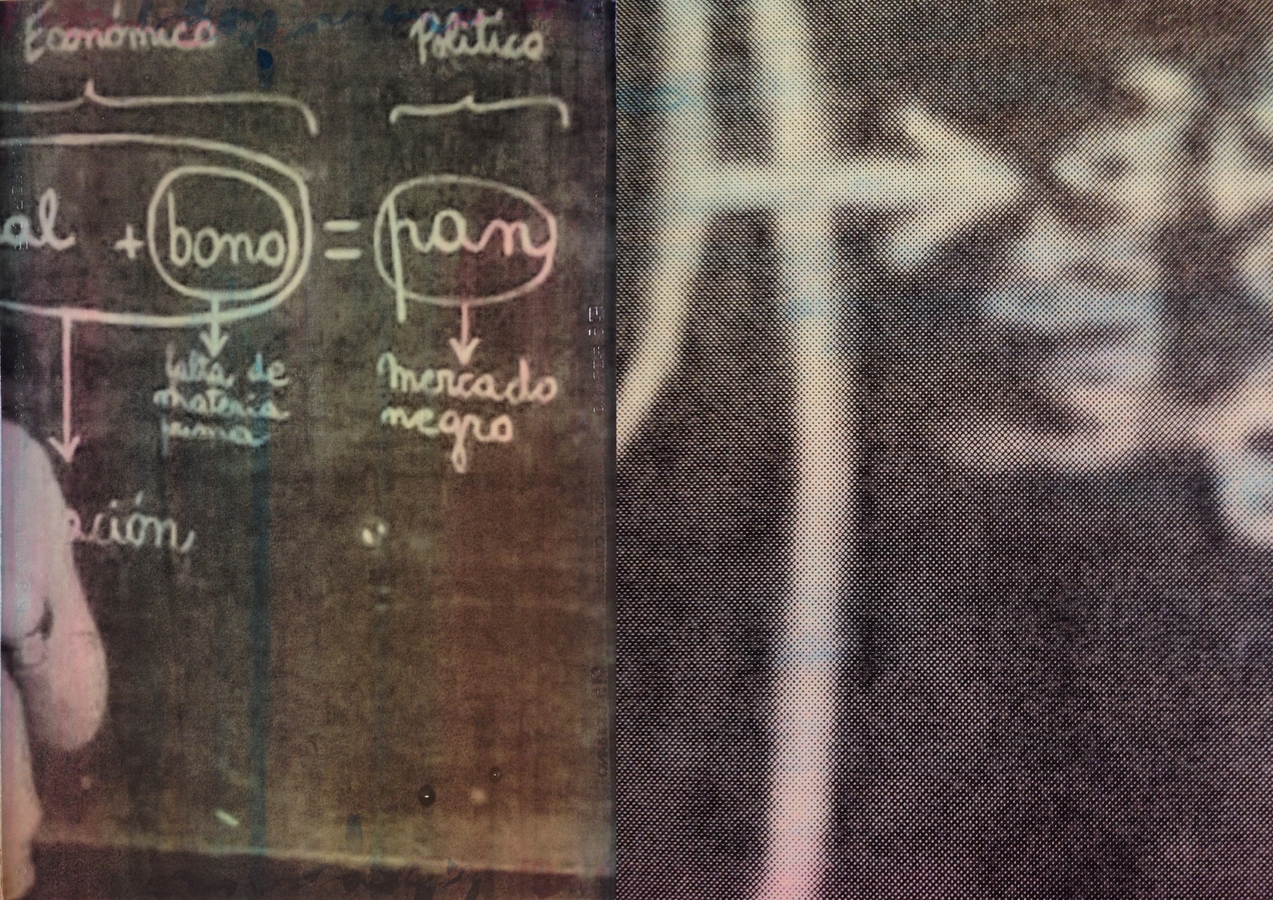 Económico Político
al + bono = pan
falta de
materia
prima
mercado
negro
ación